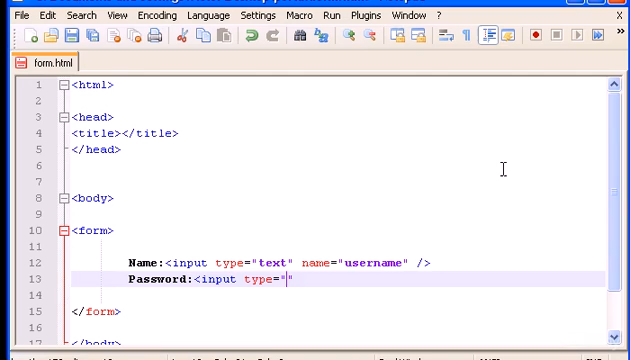 File Edit Search View Encoding Language Settings Macro Run Plugins Window ? X
form.html
1 <html>
2
3 <head>
4 <title></title>
5 </head>
6
7
8 <body>
9
10 <form>
11
12 Name:<input type="text" name="username" />
13 Password:<input type=""
14
15 </form>
16
17 </body>